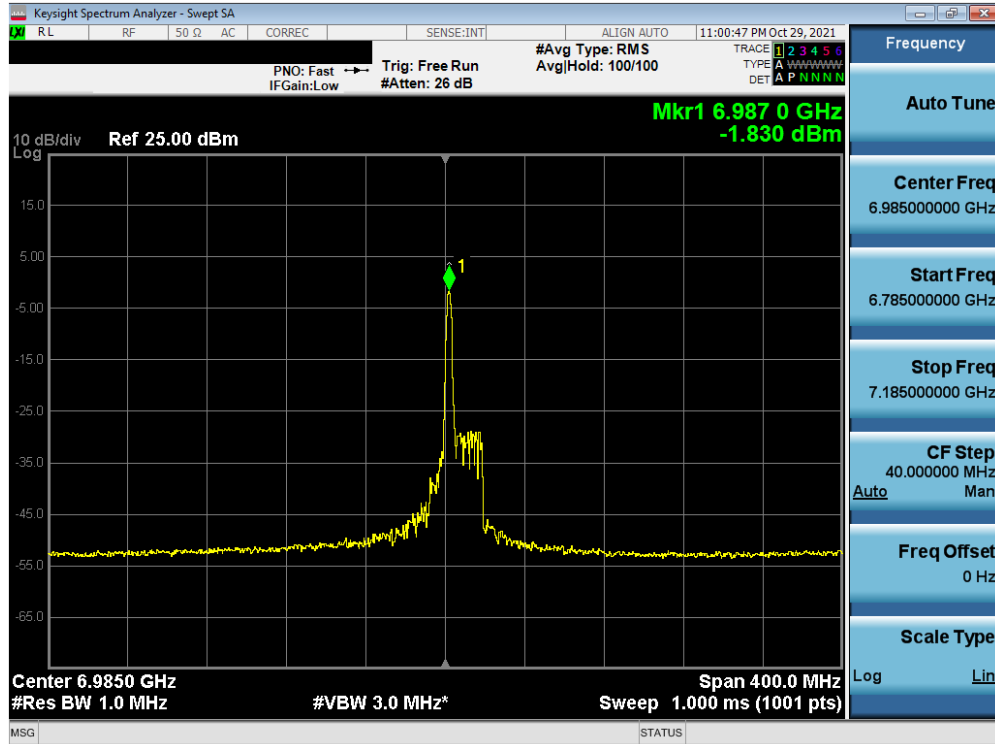 Keysight Spectrum Analyzer - Swept SA
LXI RL RF 50 Ω AC CORREC SENSE:INT ALIGN AUTO 11:00:47 PM Oct 29, 2021
PNO: Fast
IFGain:Low
Trig: Free Run
#Atten: 26 dB
#Avg Type: RMS
Avg|Hold: 100/100
TRACE 1 2 3 4 5 6
TYPE A WWWWW
DET A P N N N N
Mkr1 6.987 0 GHz
-1.830 dBm
10 dB/div
Log
Ref 25.00 dBm
15.0
5.00
-5.00
-15.0
-25.0
-35.0
-45.0
-55.0
-65.0
1
Center 6.9850 GHz
#Res BW 1.0 MHz
#VBW 3.0 MHz*
Span 400.0 MHz
Sweep 1.000 ms (1001 pts)
MSG
STATUS
Frequency
Auto Tune
Center Freq
6.985000000 GHz
Start Freq
6.785000000 GHz
Stop Freq
7.185000000 GHz
CF Step
40.000000 MHz
Auto Man
Freq Offset
0 Hz
Scale Type
Log Lin